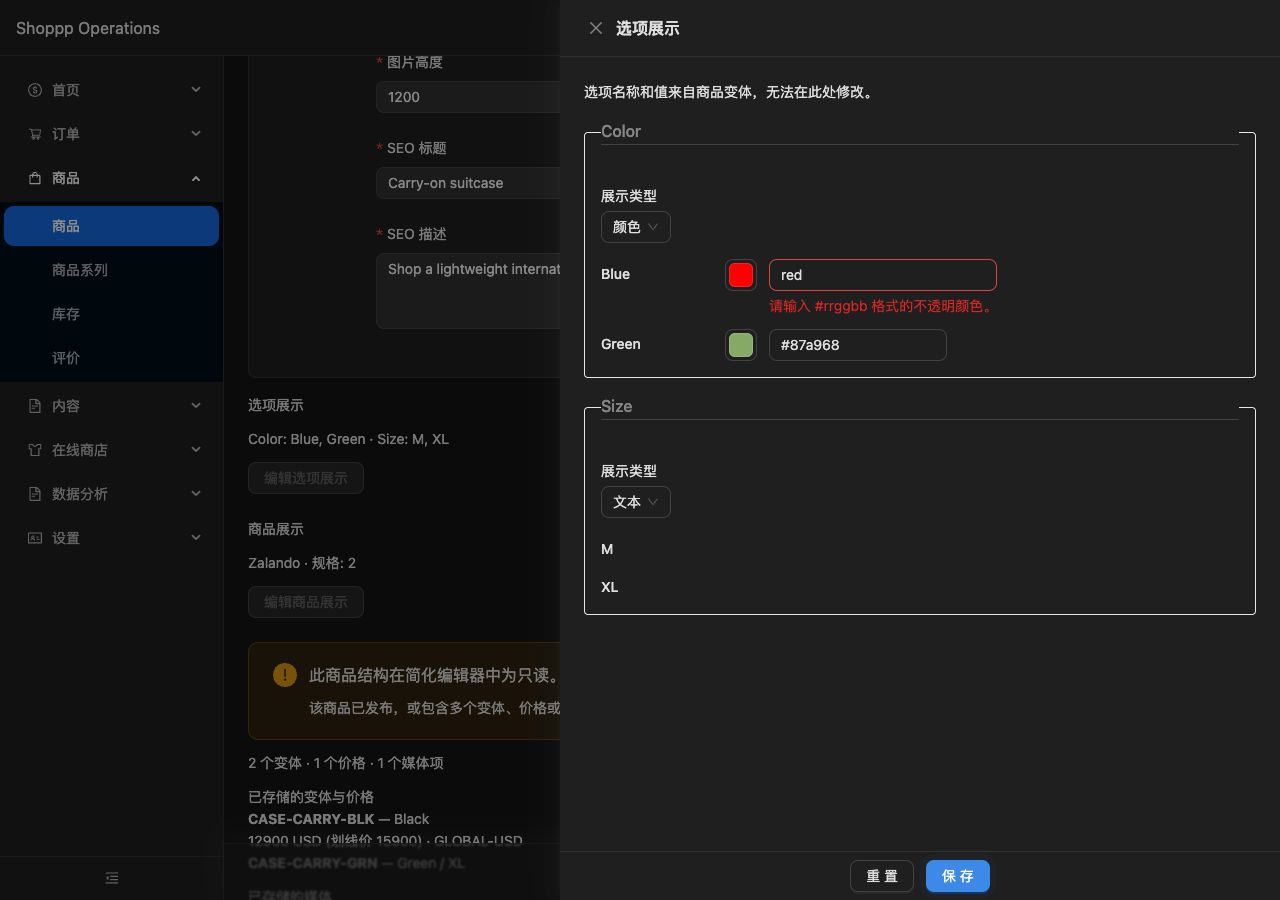 Shoppp Operations
首页
订单
商品
商品
商品系列
库存
评价
内容
在线商店
数据分析
设置
* 图片高度
1200
* SEO 标题
Carry-on suitcase
* SEO 描述
Shop a lightweight internat
选项展示
Color: Blue, Green · Size: M, XL
编辑选项展示
商品展示
Zalando · 规格: 2
编辑商品展示
此商品结构在简化编辑器中为只读。
该商品已发布，或包含多个变体、价格或
2 个变体 · 1 个价格 · 1 个媒体项
已存储的变体与价格
CASE-CARRY-BLK — Black
12900 USD (划线价 15900) · GLOBAL-USD
CASE-CARRY-GRN — Green / XL
已存储的媒体
选项展示
选项名称和值来自商品变体，无法在此处修改。
Color
展示类型
颜色
Blue
red
请输入 #rrggbb 格式的不透明颜色。
Green
#87a968
Size
展示类型
文本
M
XL
重 置
保 存